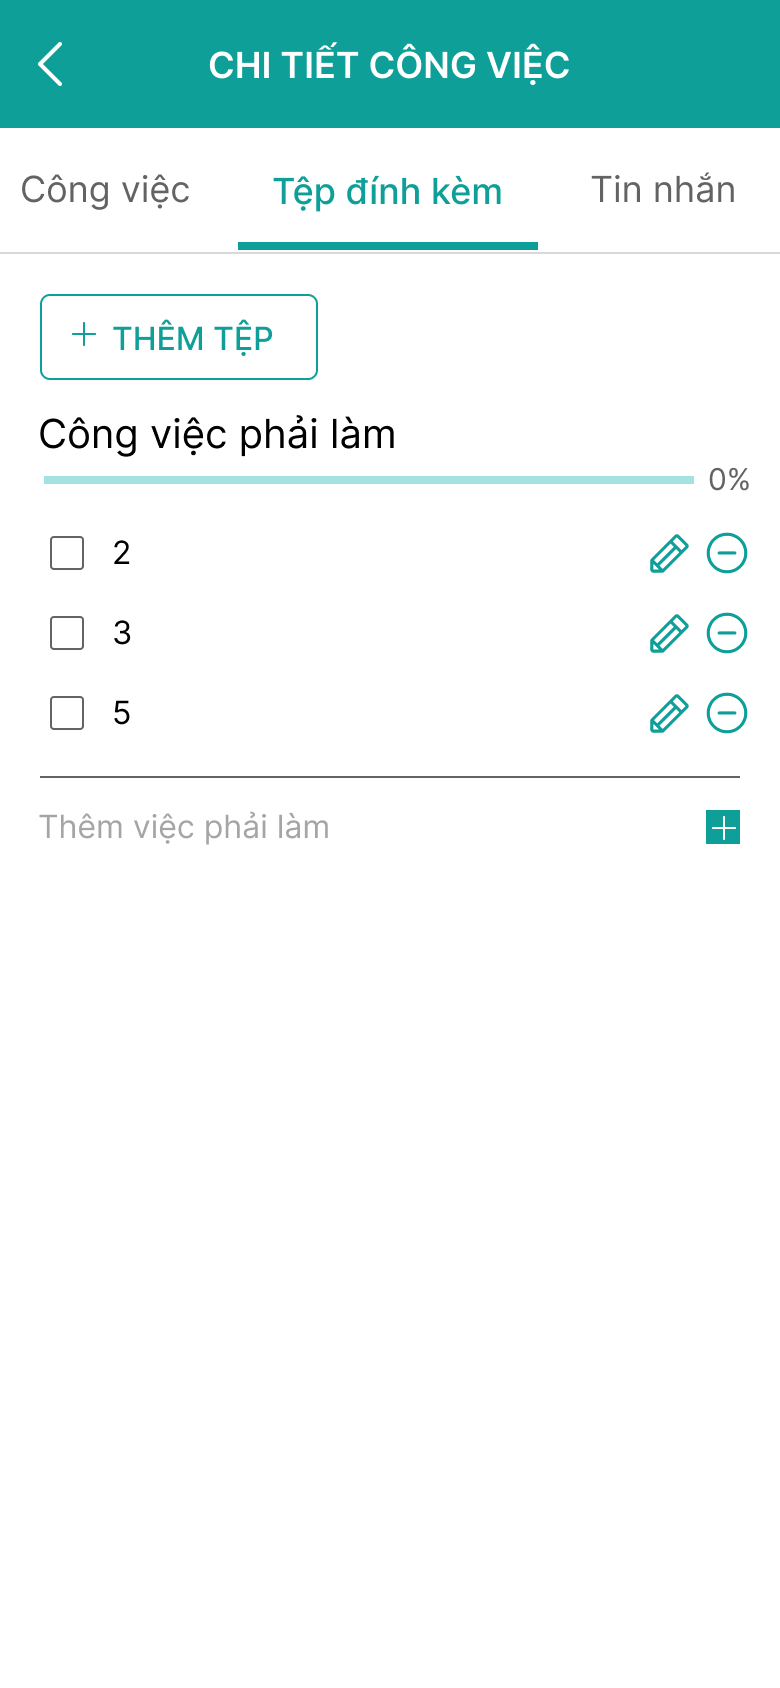 CHI TIẾT CÔNG VIỆC
Công việc Tệp đính kèm Tin nhắn
THÊM TỆP
Công việc phải làm
0%
2
3
5
Thêm việc phải làm